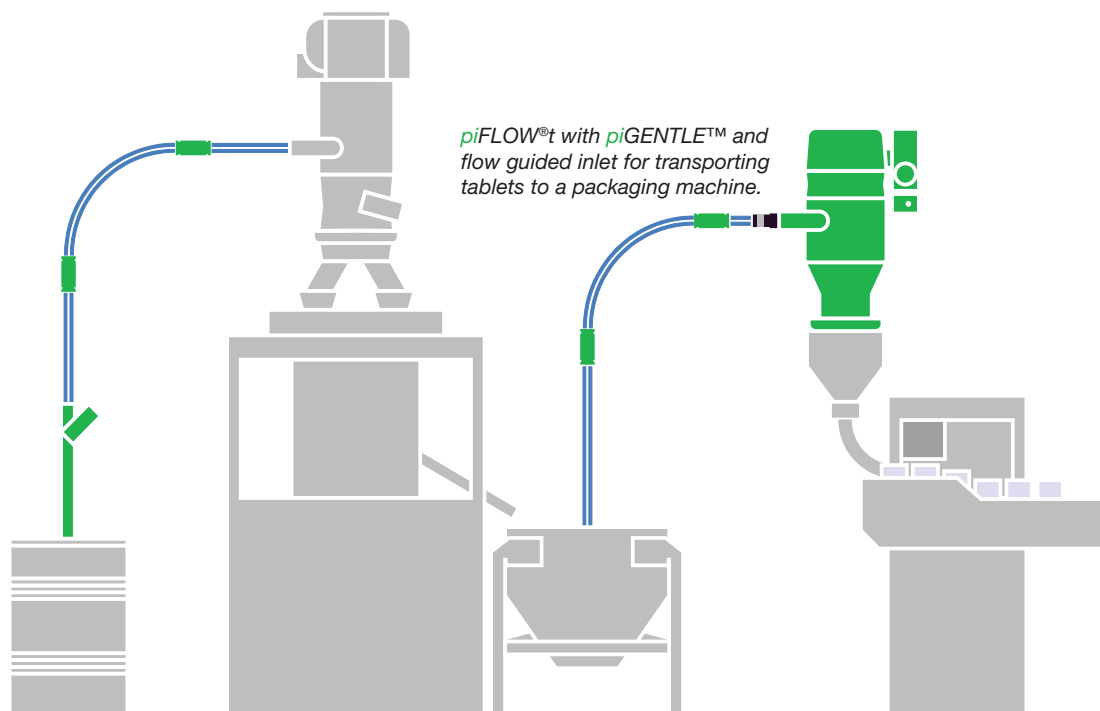 piFLOW®t with piGENTLE™ and
flow guided inlet for transporting
tablets to a packaging machine.